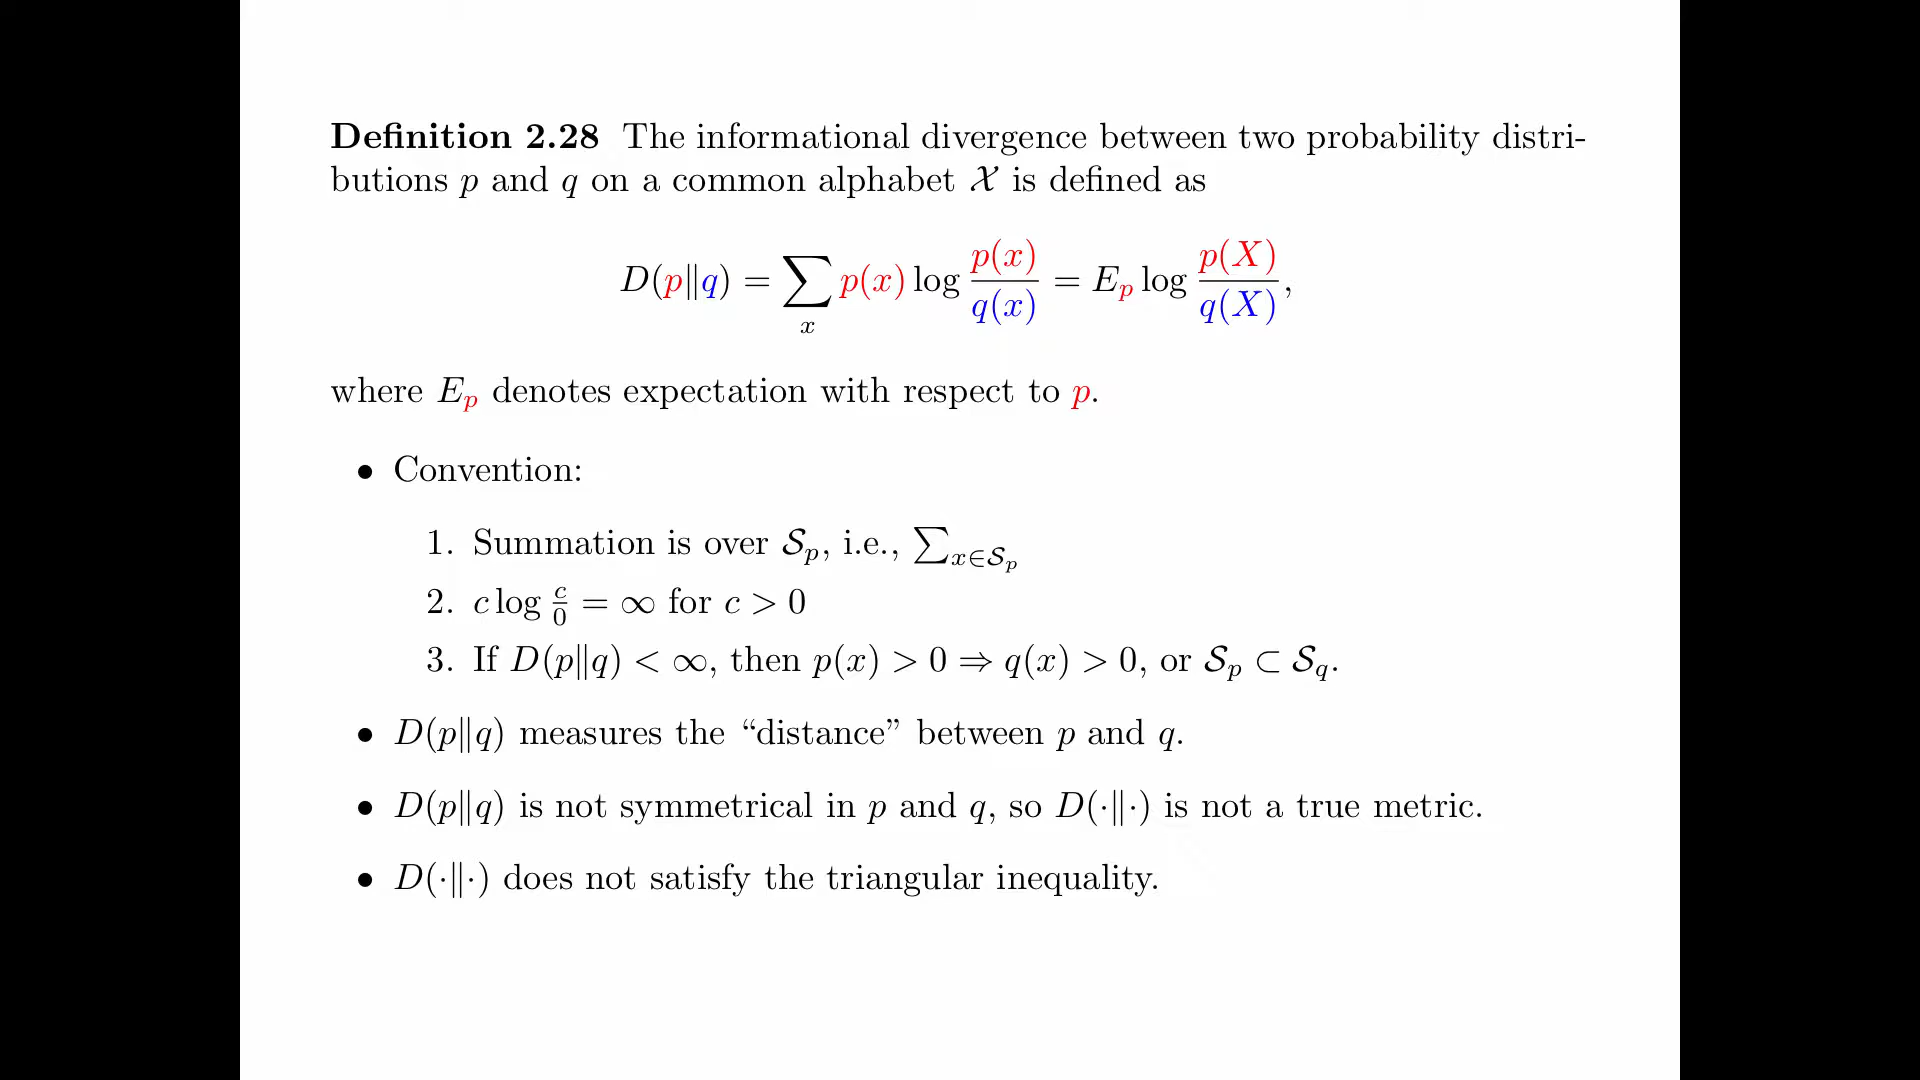 Definition 2.28 The informational divergence between two probability distri-
butions p and q on a common alphabet 𝒳 is defined as
D(p‖q) = ∑_x p(x) log p(x)/q(x) = E_p log p(X)/q(X),
where E_p denotes expectation with respect to p.
• Convention:
1. Summation is over 𝒮_p, i.e., ∑_{x∈𝒮_p}
2. c log c/0 = ∞ for c > 0
3. If D(p‖q) < ∞, then p(x) > 0 ⇒ q(x) > 0, or 𝒮_p ⊂ 𝒮_q.
• D(p‖q) measures the “distance” between p and q.
• D(p‖q) is not symmetrical in p and q, so D(·‖·) is not a true metric.
• D(·‖·) does not satisfy the triangular inequality.